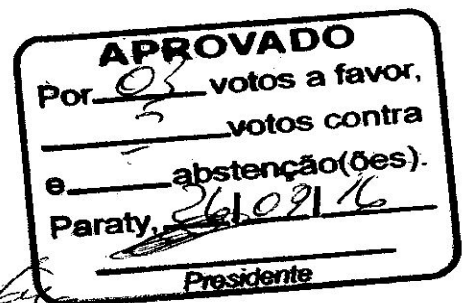 APROVADO
Por 03 votos a favor,
votos contra
e - abstenção(ões).
Paraty, 26/09/16
Presidente